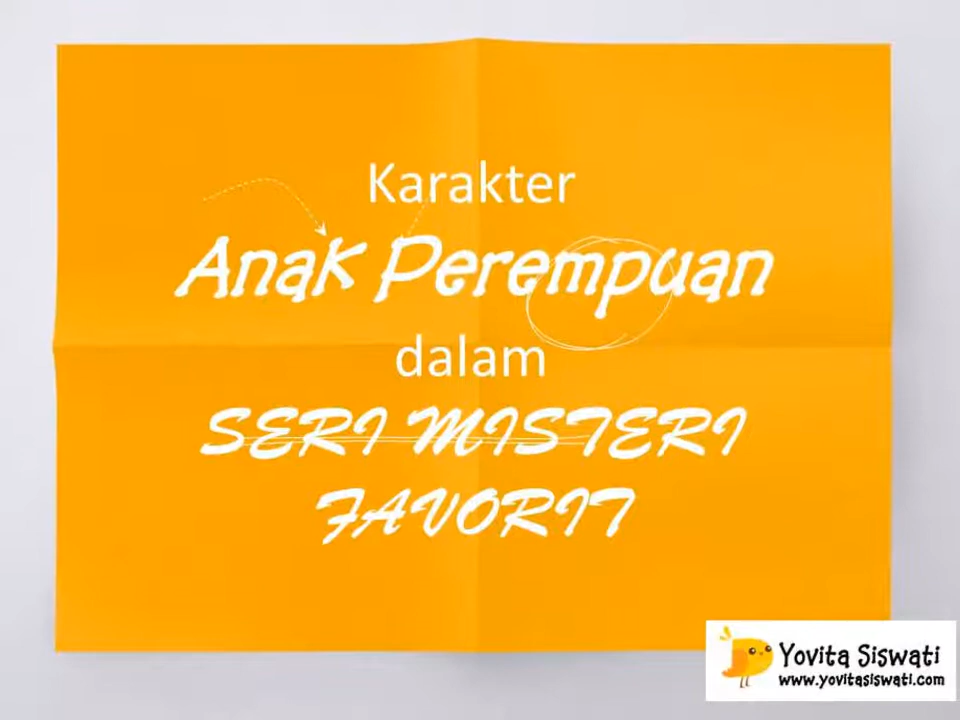 Karakter
Anak Perempuan
dalam
SERI MISTERI
FAVORIT
Yovita Siswati
www.yovitasiswati.com